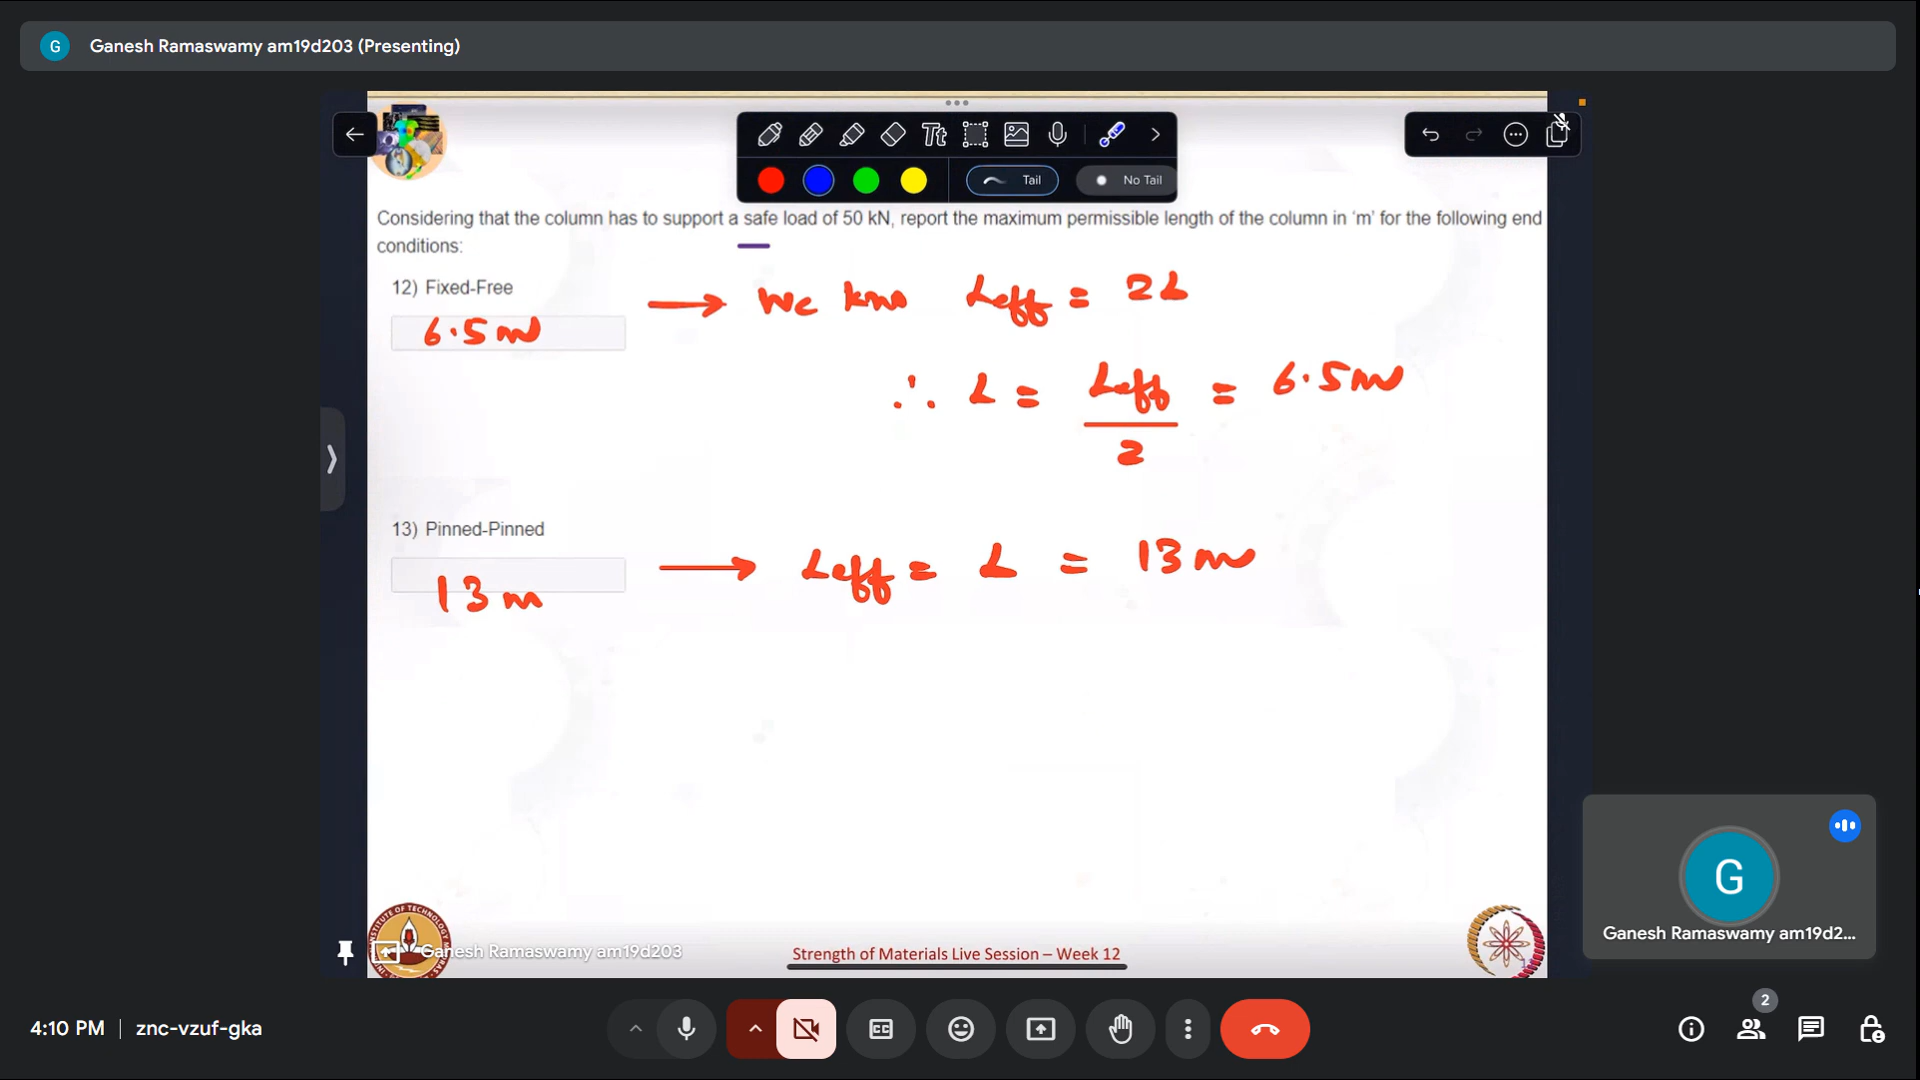 G Ganesh Ramaswamy am19d203 (Presenting)
Tt
Tail
No Tail
Considering that the column has to support a safe load of 50 kN, report the maximum permissible length of the column in 'm' for the following end
conditions:
12) Fixed-Free
6.5 m
→ We kno Leff = 2L
∴ L = Leff / 2 = 6.5 m
13) Pinned-Pinned
13 m
→ Leff = L = 13 m
G
Ganesh Ramaswamy am19d2...
Ganesh Ramaswamy am19d203
Strength of Materials Live Session – Week 12
4:10 PM | znc-vzuf-gka
CC
2